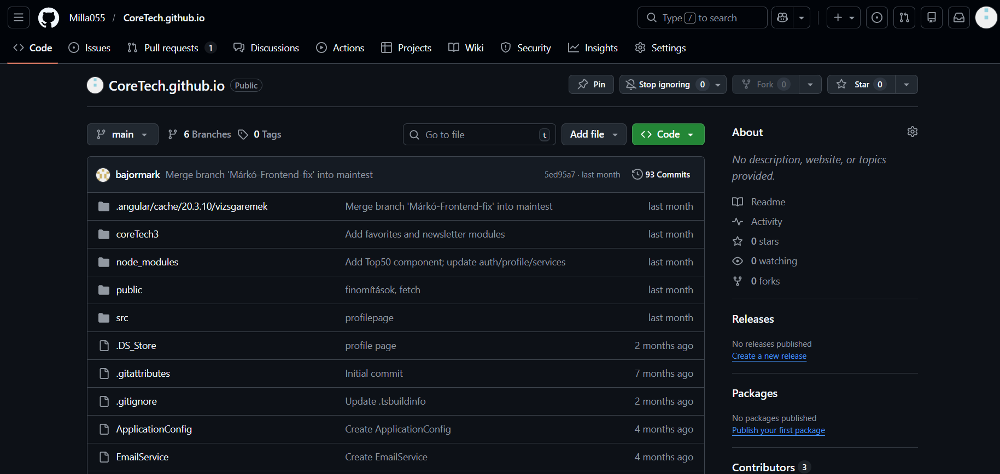 Milla055 / CoreTech.github.io
Type / to search
Code
Issues
Pull requests 1
Discussions
Actions
Projects
Wiki
Security
Insights
Settings
CoreTech.github.io Public
Pin
Stop ignoring 0
Fork 0
Star 0
main
6 Branches
0 Tags
Go to file t
Add file
Code
bajormark Merge branch 'Márkó-Frontend-fix' into maintest 5ed95a7 · last month 93 Commits
.angular/cache/20.3.10/vizsgaremek Merge branch 'Márkó-Frontend-fix' into maintest last month
coreTech3 Add favorites and newsletter modules last month
node_modules Add Top50 component; update auth/profile/services last month
public finomítások, fetch last month
src profilepage last month
.DS_Store profile page 2 months ago
.gitattributes Initial commit 7 months ago
.gitignore Update .tsbuildinfo 2 months ago
ApplicationConfig Create ApplicationConfig 4 months ago
EmailService Create EmailService 4 months ago
About
No description, website, or topics
provided.
Readme
Activity
0 stars
0 watching
0 forks
Releases
No releases published
Create a new release
Packages
No packages published
Publish your first package
Contributors 3